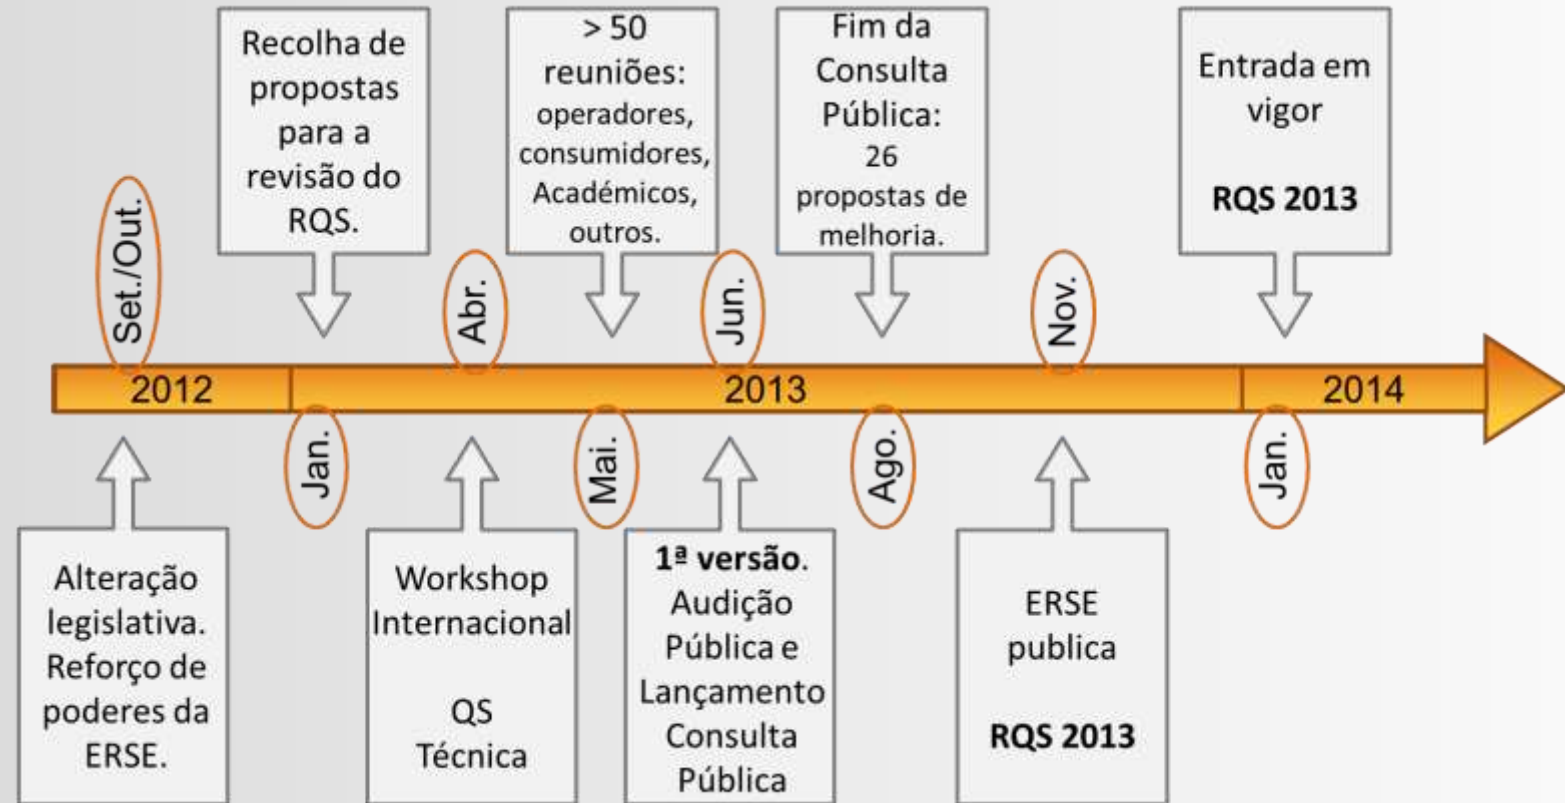 Recolha de
propostas
para a
revisão do
RQS.
> 50
reuniões:
operadores,
consumidores,
Académicos,
outros.
Fim da
Consulta
Pública:
26
propostas de
melhoria.
Entrada em
vigor
RQS 2013
Set./Out.
Abr.
Jun.
Nov.
2012
2013
2014
Jan.
Mai.
Ago.
Jan.
Alteração
legislativa.
Reforço de
poderes da
ERSE.
Workshop
Internacional
QS
Técnica
1ª versão.
Audição
Pública e
Lançamento
Consulta
Pública
ERSE
publica
RQS 2013